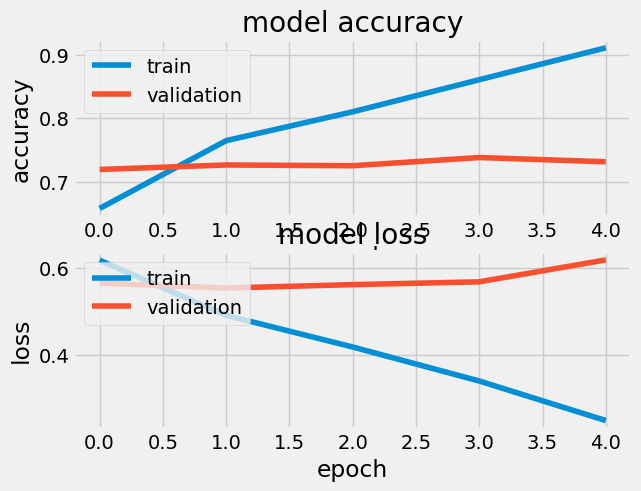 model accuracy
0.9
0.8
0.7
accuracy
train
validation
0.0 0.5 1.0 1.5 2.0 2.5 3.0 3.5 4.0
model loss
0.6
0.4
loss
train
validation
0.0 0.5 1.0 1.5 2.0 2.5 3.0 3.5 4.0
epoch